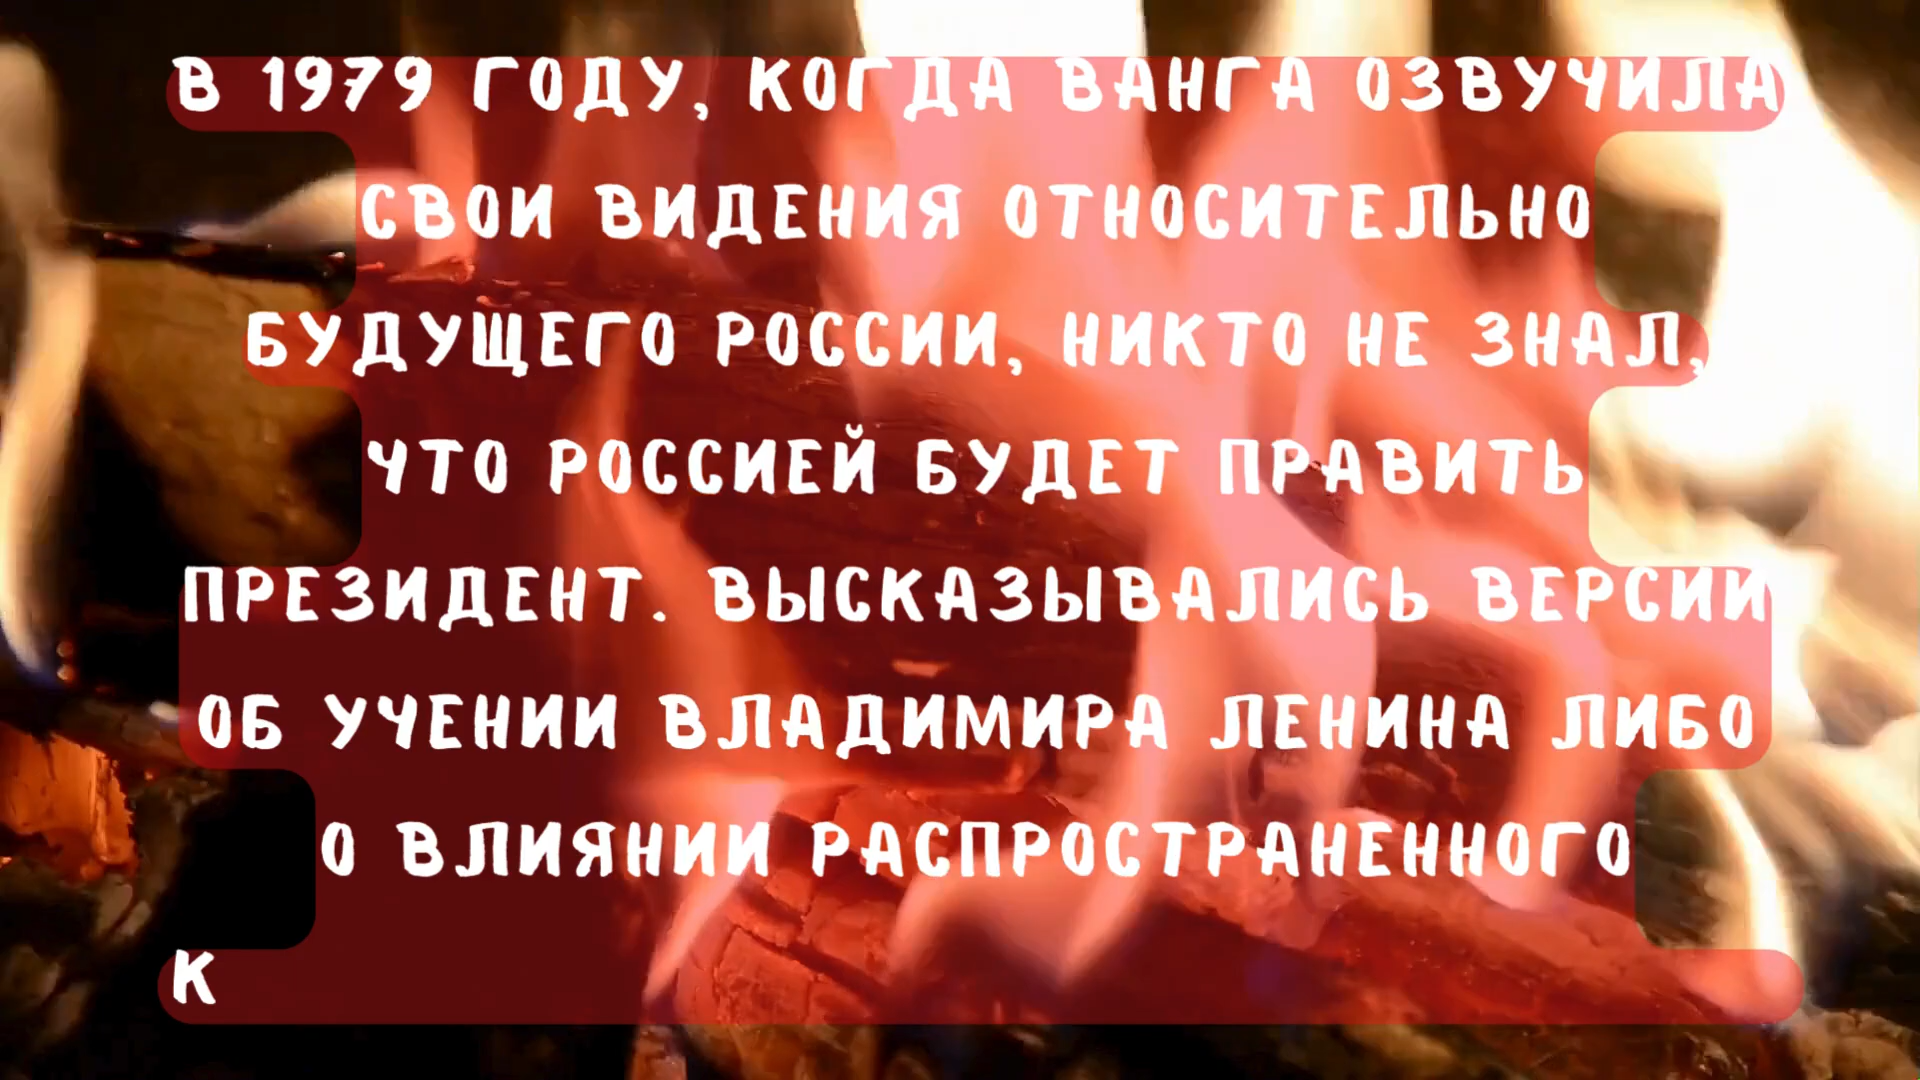 В 1979 ГОДУ, КОГДА ВАНГА ОЗВУЧИЛА
СВОИ ВИДЕНИЯ ОТНОСИТЕЛЬНО
БУДУЩЕГО РОССИИ, НИКТО НЕ ЗНАЛ,
ЧТО РОССИЕЙ БУДЕТ ПРАВИТЬ
ПРЕЗИДЕНТ. ВЫСКАЗЫВАЛИСЬ ВЕРСИИ
ОБ УЧЕНИИ ВЛАДИМИРА ЛЕНИНА ЛИБО
О ВЛИЯНИИ РАСПРОСТРАНЕННОГО
К